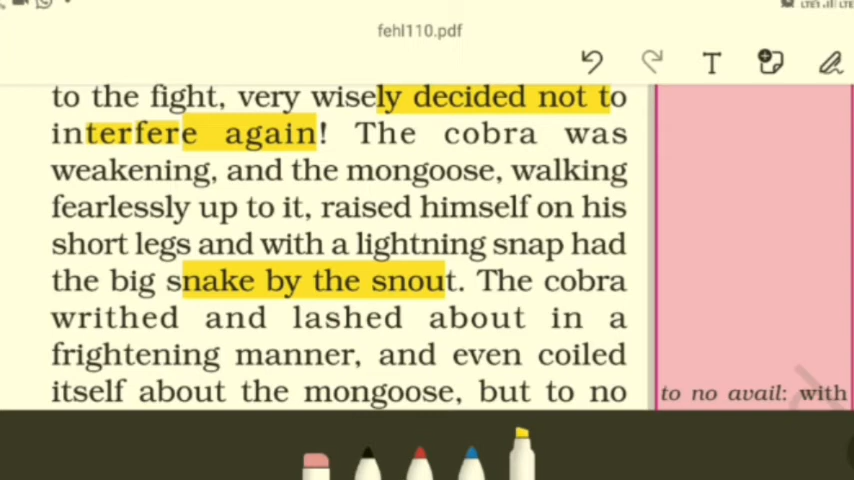 fehl110.pdf
T
to the fight, very wisely decided not to
interfere again! The cobra was
weakening, and the mongoose, walking
fearlessly up to it, raised himself on his
short legs and with a lightning snap had
the big snake by the snout. The cobra
writhed and lashed about in a
frightening manner, and even coiled
itself about the mongoose, but to no
to no avail: with